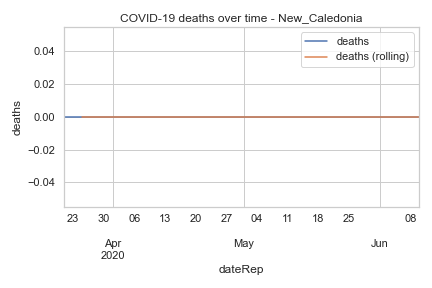 COVID-19 deaths over time - New_Caledonia
deaths
deaths (rolling)
deaths
0.04
0.02
0.00
−0.02
−0.04
23 30 06 13 20 27 04 11 18 25 08
Apr May Jun
2020
dateRep